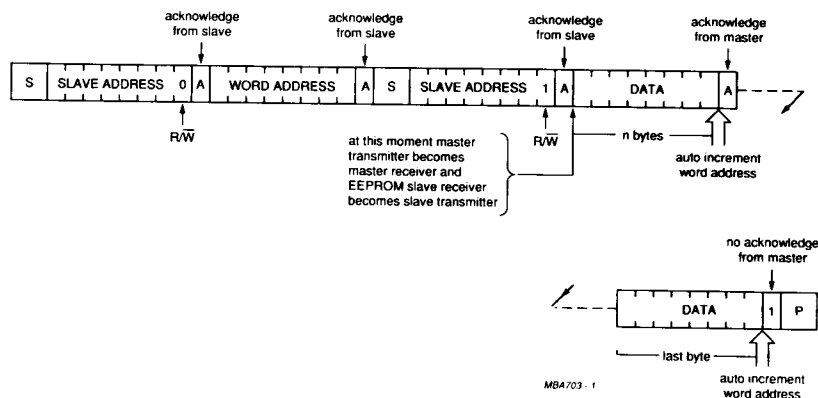 acknowledge
from slave
acknowledge
from slave
acknowledge
from slave
acknowledge
from master
S SLAVE ADDRESS 0 A WORD ADDRESS A S SLAVE ADDRESS 1 A DATA A
R/W̅
R/W̅
n bytes
auto increment
word address
at this moment master
transmitter becomes
master receiver and
EEPROM slave receiver
becomes slave transmitter
no acknowledge
from master
DATA 1 P
last byte
auto increment
word address
MBA703 - 1